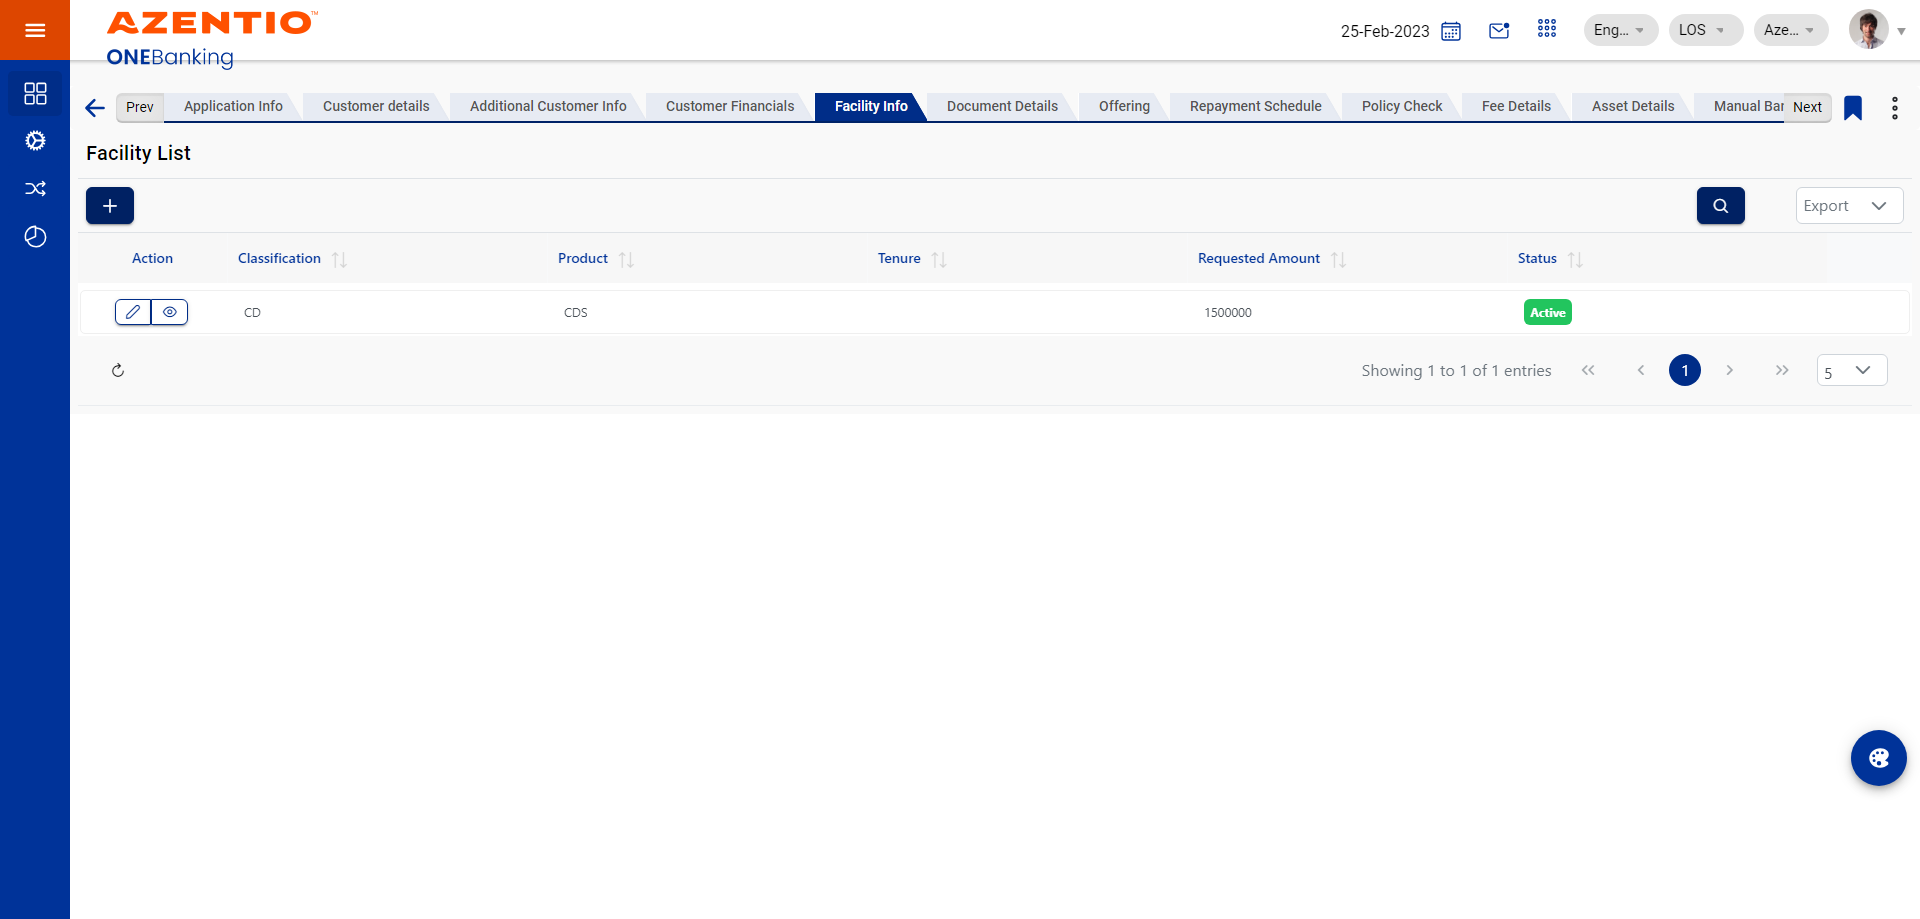 AZENTIO™
ONEBanking
25-Feb-2023
Eng...
LOS
Aze...
Prev
Application Info
Customer details
Additional Customer Info
Customer Financials
Facility Info
Document Details
Offering
Repayment Schedule
Policy Check
Fee Details
Asset Details
Manual Bar
Next
Facility List
Export
Action
Classification
Product
Tenure
Requested Amount
Status
CD
CDS
1500000
Active
Showing 1 to 1 of 1 entries
1
5